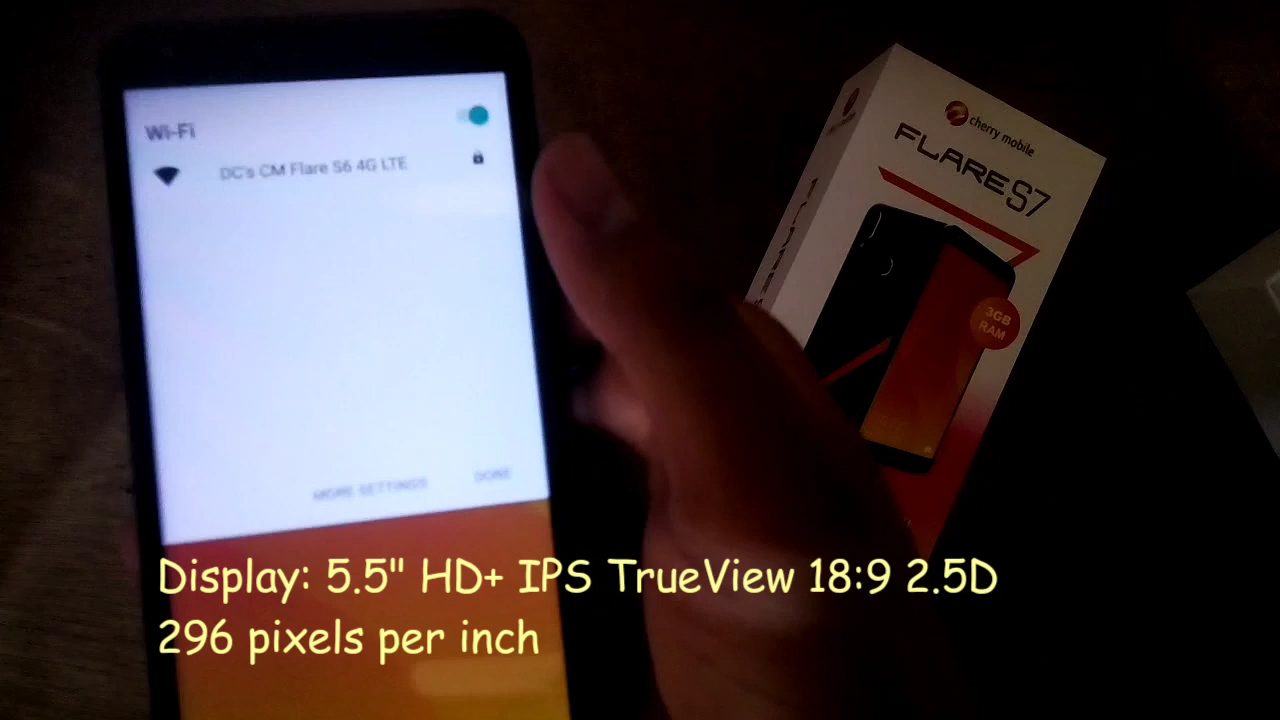 Wi-Fi
DC's CM Flare S6 4G LTE
MORE SETTINGS
DONE
cherry mobile
FLARE S7
3GB
RAM
Display: 5.5" HD+ IPS TrueView 18:9 2.5D
296 pixels per inch